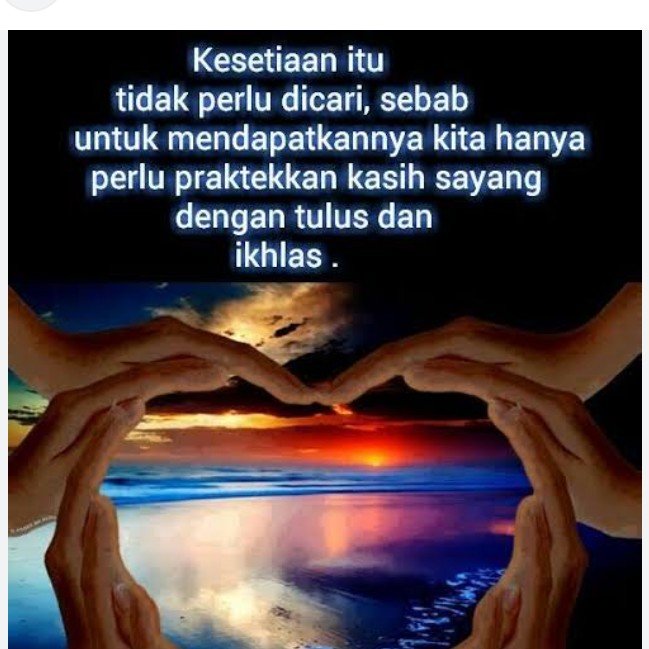 Kesetiaan itu
tidak perlu dicari, sebab
untuk mendapatkannya kita hanya
perlu praktekkan kasih sayang
dengan tulus dan
ikhlas .